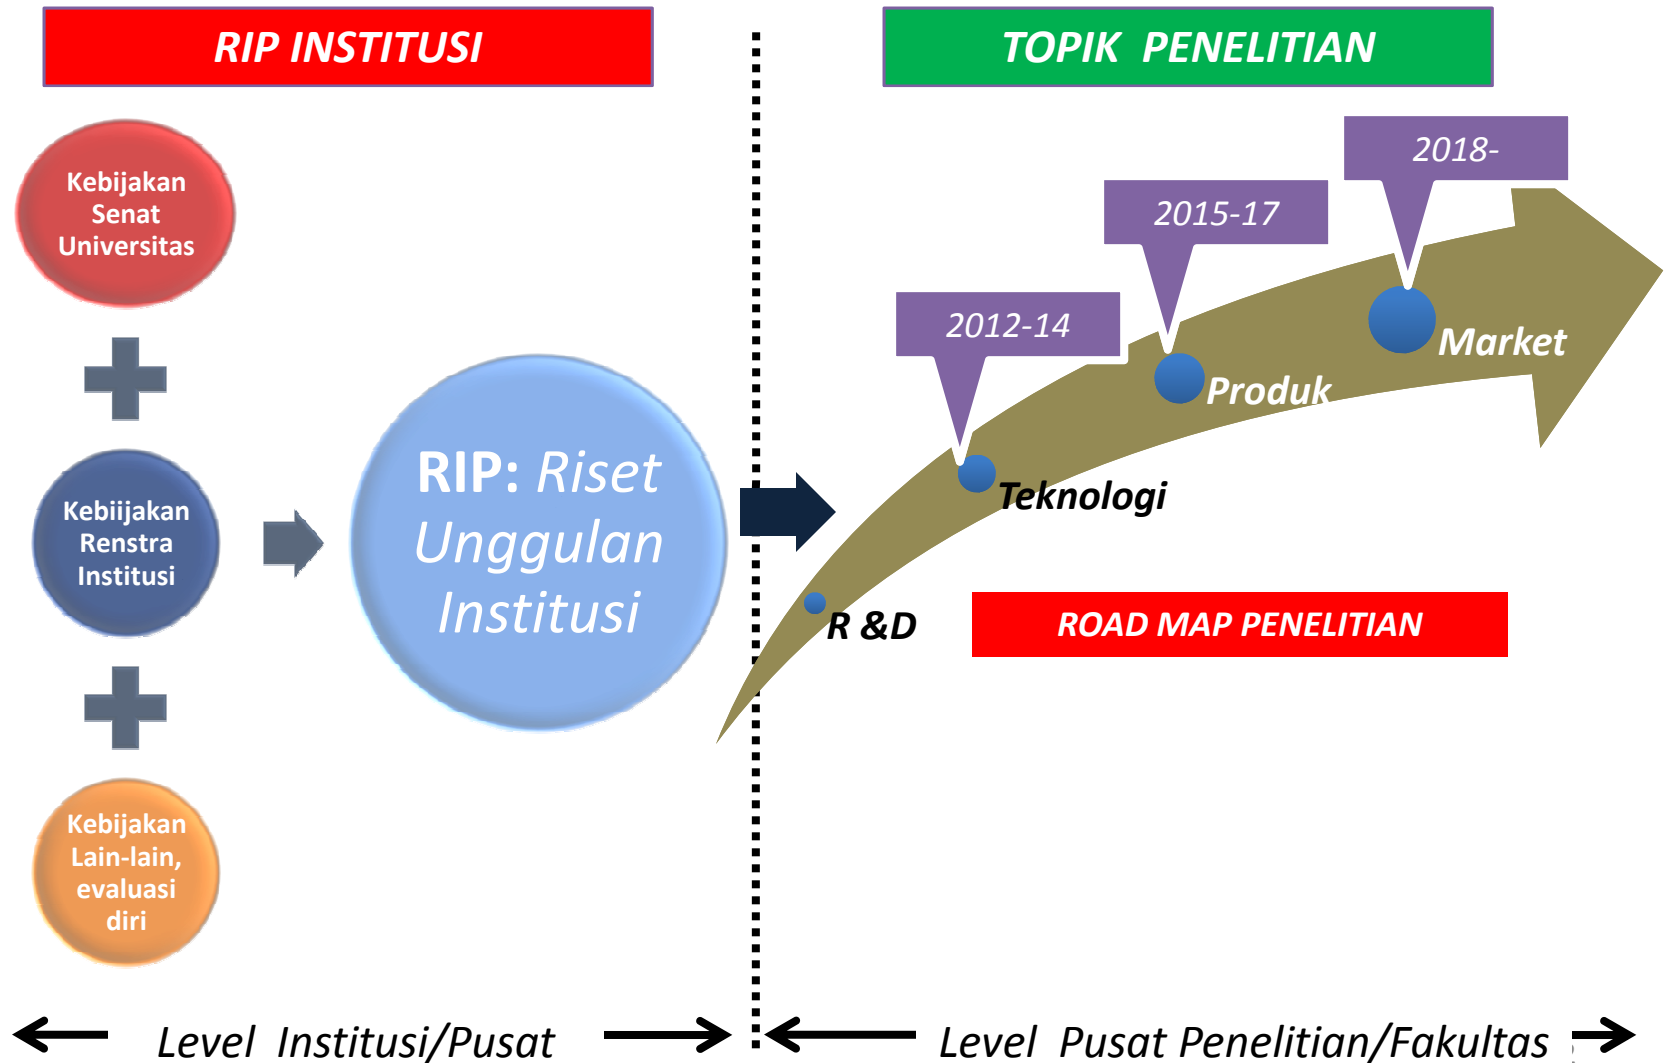 RIP INSTITUSI
Kebijakan
Senat
Universitas
Kebiijakan
Renstra
Institusi
Kebijakan
Lain-lain,
evaluasi
diri
RIP: Riset
Unggulan
Institusi
Level Institusi/Pusat
TOPIK PENELITIAN
2018-
2015-17
2012-14
Market
Produk
Teknologi
R &D
ROAD MAP PENELITIAN
Level Pusat Penelitian/Fakultas